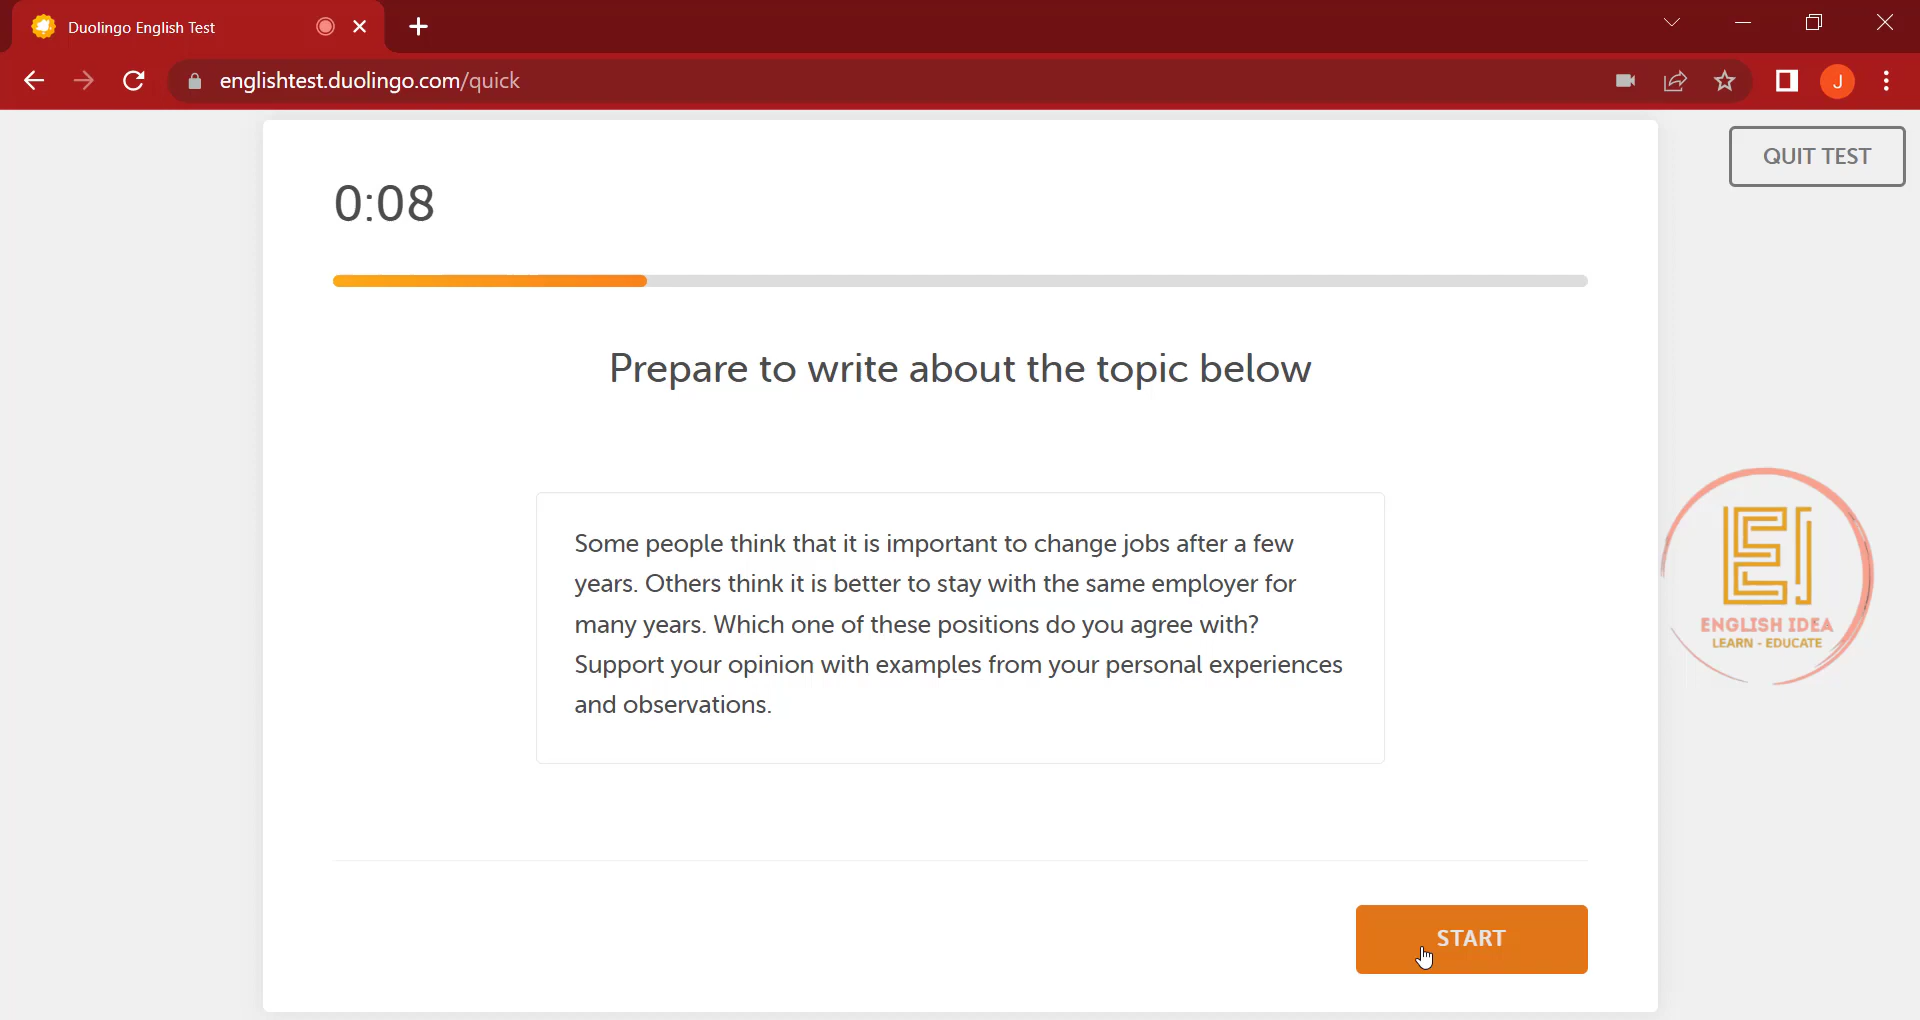 Duolingo English Test
englishtest.duolingo.com/quick
J
QUIT TEST
0:08
Prepare to write about the topic below
Some people think that it is important to change jobs after a few
years. Others think it is better to stay with the same employer for
many years. Which one of these positions do you agree with?
Support your opinion with examples from your personal experiences
and observations.
EI
ENGLISH IDEA
LEARN - EDUCATE
START